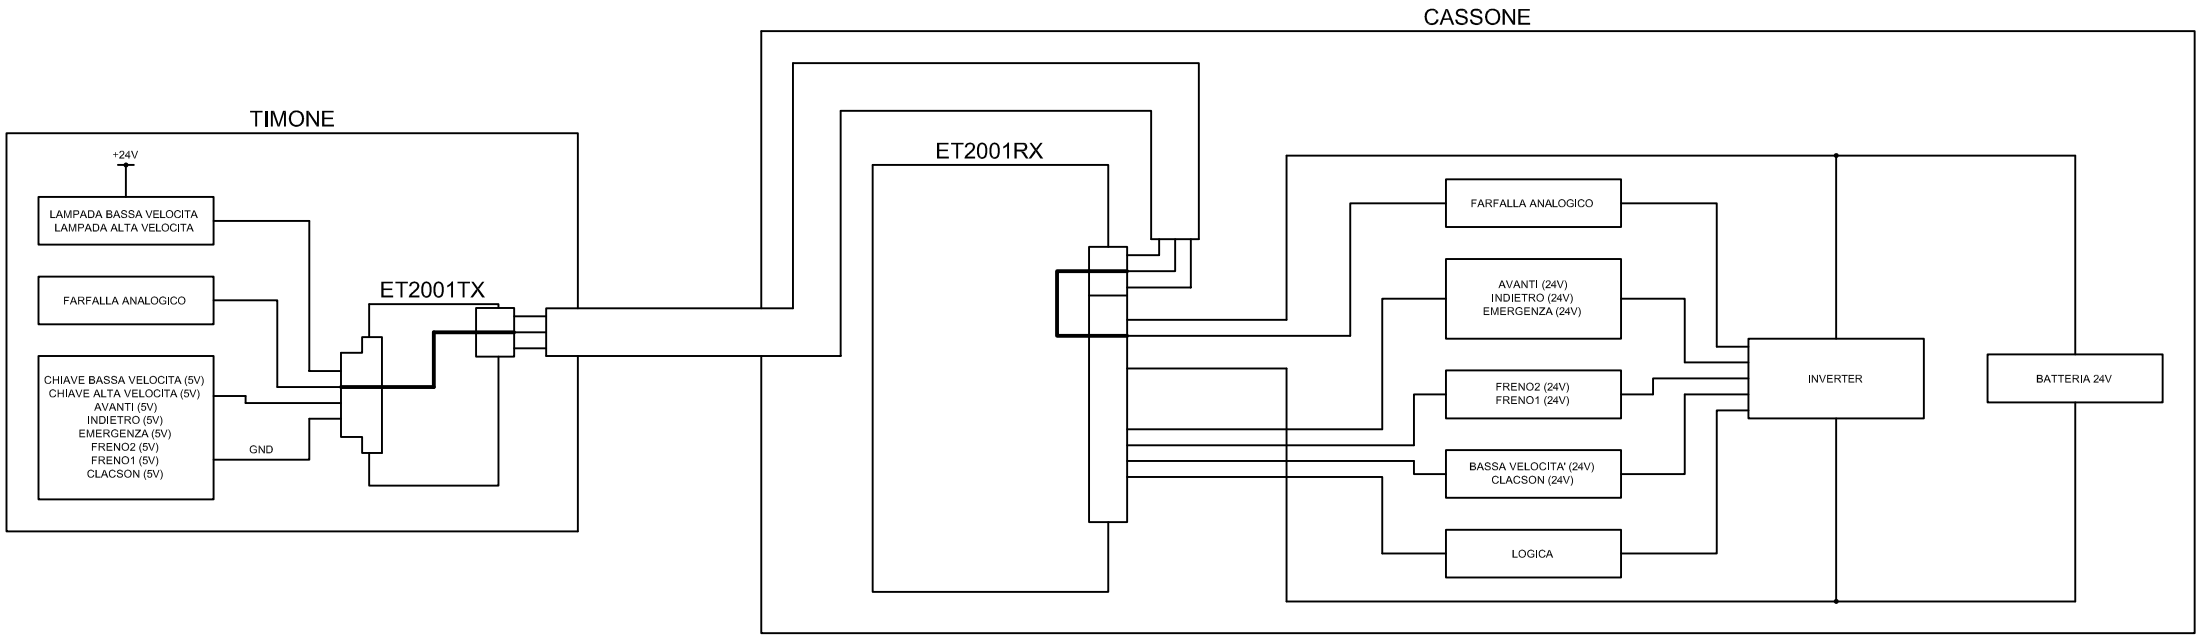 CASSONE
TIMONE
+24V
LAMPADA BASSA VELOCITA
LAMPADA ALTA VELOCITA
FARFALLA ANALOGICO
CHIAVE BASSA VELOCITA (5V)
CHIAVE ALTA VELOCITA (5V)
AVANTI (5V)
INDIETRO (5V)
EMERGENZA (5V)
FRENO2 (5V)
FRENO1 (5V)
CLACSON (5V)
GND
ET2001TX
ET2001RX
FARFALLA ANALOGICO
AVANTI (24V)
INDIETRO (24V)
EMERGENZA (24V)
FRENO2 (24V)
FRENO1 (24V)
BASSA VELOCITA' (24V)
CLACSON (24V)
LOGICA
INVERTER
BATTERIA 24V